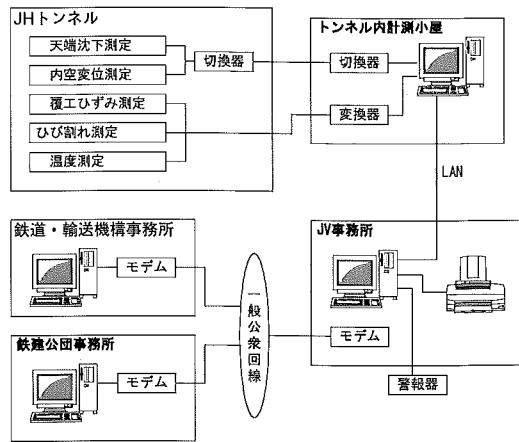 JHトンネル
天端沈下測定
内空変位測定
覆工ひずみ測定
ひび割れ測定
温度測定
切換器
トンネル内計測小屋
切換器
変換器
LAN
鉄道・輸送機構事務所
モデム
鉄建公団事務所
モデム
一般公衆回線
JV事務所
モデム
警報器